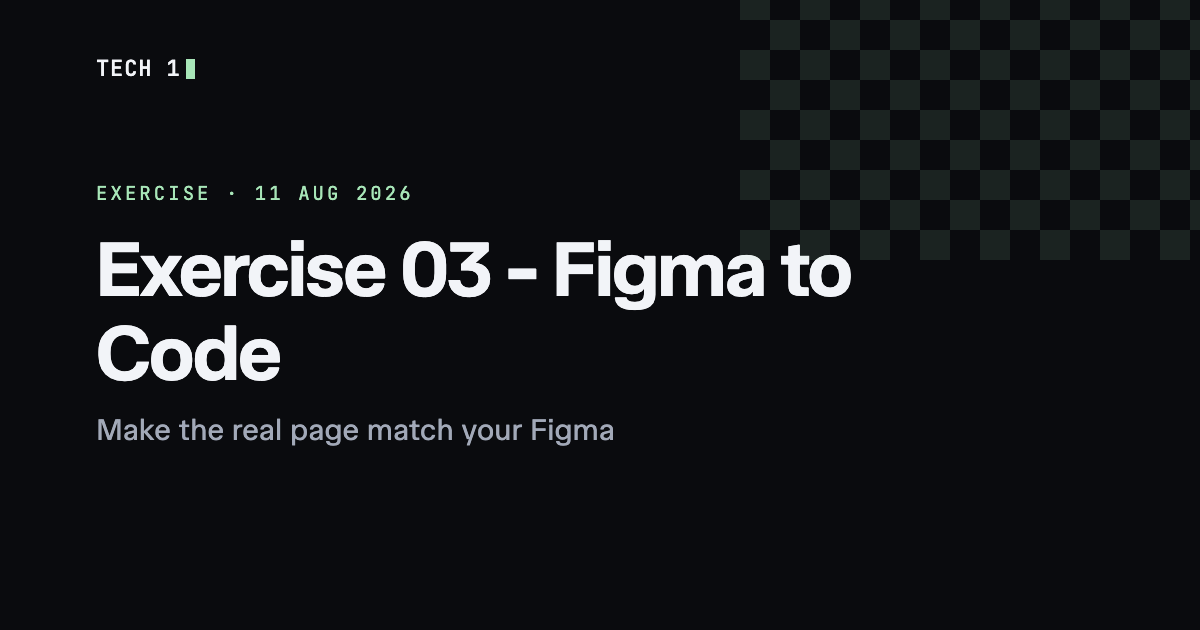 TECH 1
EXERCISE · 11 AUG 2026
Exercise 03 - Figma to
Code
Make the real page match your Figma